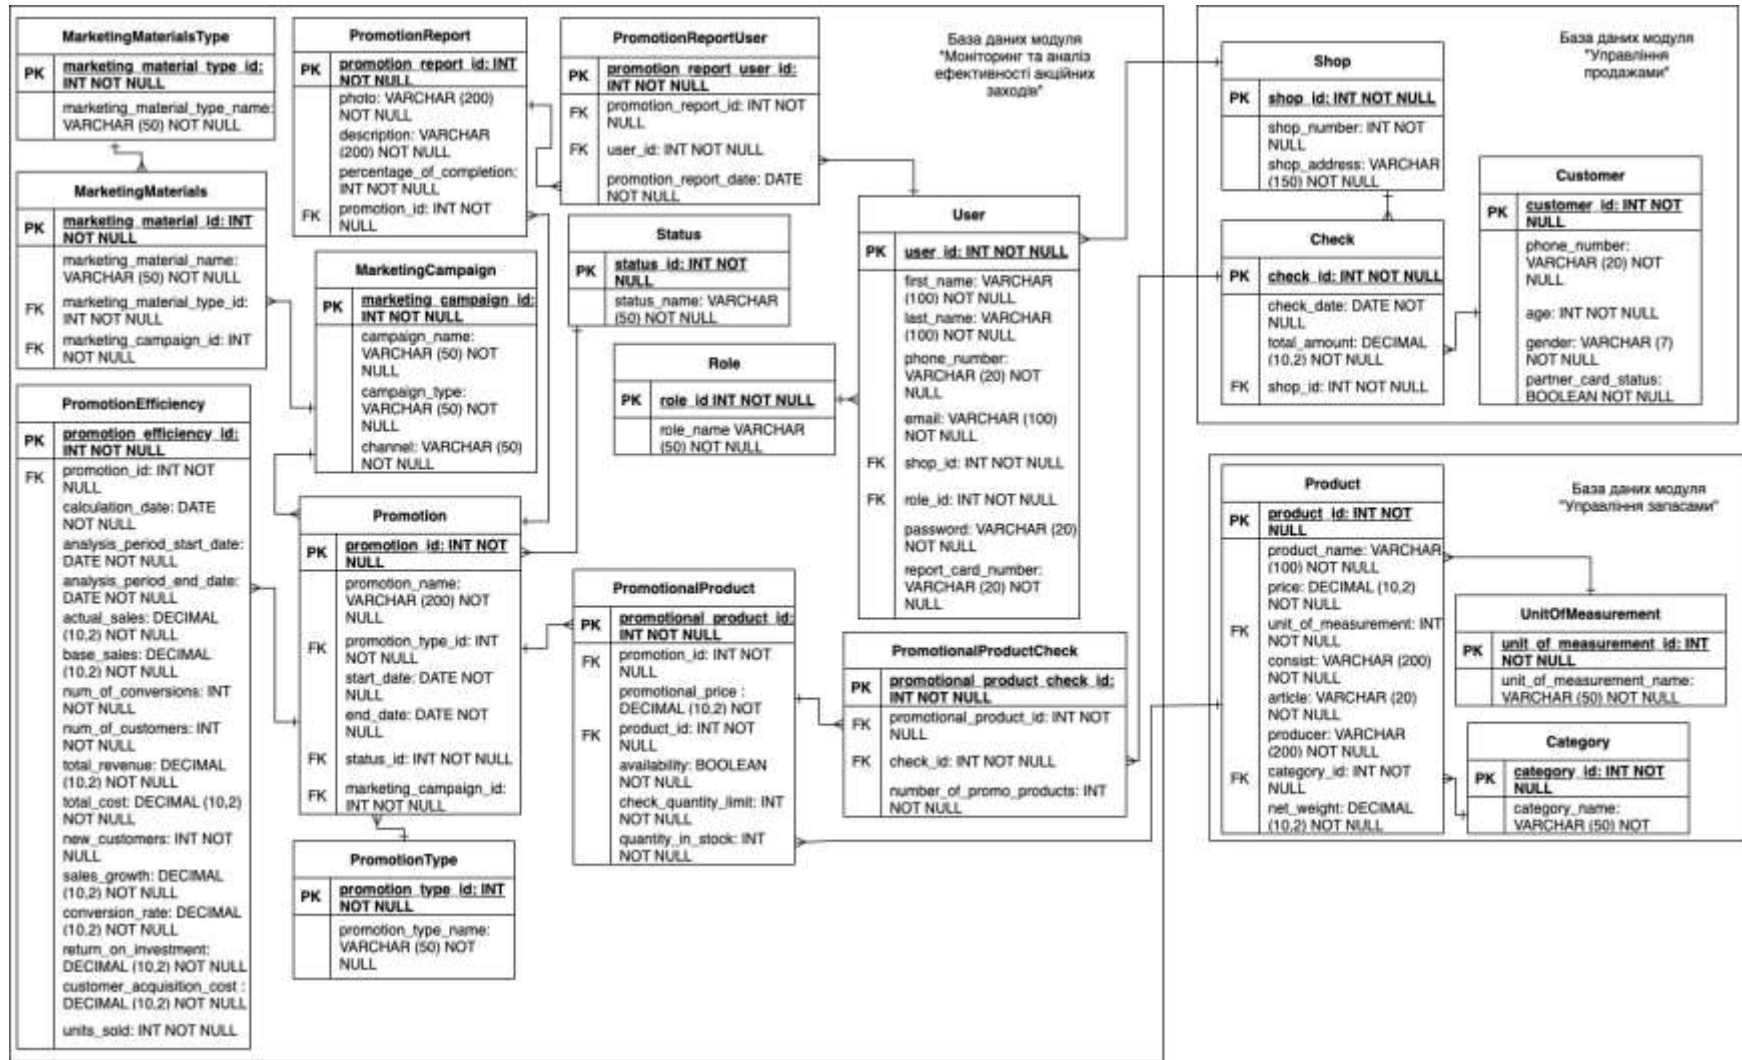 MarketingMaterialsType
PK
marketing_material_type_id:
INT NOT NULL
marketing_material_type_name:
VARCHAR (50) NOT NULL
MarketingMaterials
PK
marketing_material_id: INT
NOT NULL
marketing_material_name:
VARCHAR (50) NOT NULL
FK
marketing_material_type_id:
INT NOT NULL
FK
marketing_campaign_id: INT
NOT NULL
PromotionEfficiency
PK
promotion_efficiency_id:
INT NOT NULL
FK
promotion_id: INT NOT
NULL
calculation_date: DATE
NOT NULL
analysis_period_start_date:
DATE NOT NULL
analysis_period_end_date:
DATE NOT NULL
actual_sales: DECIMAL
(10,2) NOT NULL
base_sales: DECIMAL
(10,2) NOT NULL
num_of_conversions: INT
NOT NULL
num_of_customers: INT
NOT NULL
total_revenue: DECIMAL
(10,2) NOT NULL
total_cost: DECIMAL (10,2)
NOT NULL
new_customers: INT NOT
NULL
sales_growth: DECIMAL
(10,2) NOT NULL
conversion_rate: DECIMAL
(10,2) NOT NULL
return_on_investment:
DECIMAL (10,2) NOT NULL
customer_acquisition_cost :
DECIMAL (10,2) NOT NULL
units_sold: INT NOT NULL
PromotionReport
PK
promotion_report_id: INT
NOT NULL
photo: VARCHAR (200)
NOT NULL
description: VARCHAR
(200) NOT NULL
percentage_of_completion:
INT NOT NULL
FK
promotion_id: INT NOT
NULL
MarketingCampaign
PK
marketing_campaign_id:
INT NOT NULL
campaign_name:
VARCHAR (50) NOT
NULL
campaign_type:
VARCHAR (50) NOT
NULL
channel: VARCHAR (50)
NOT NULL
Promotion
PK
promotion_id: INT NOT
NULL
promotion_name:
VARCHAR (200) NOT
NULL
FK
promotion_type_id: INT
NOT NULL
start_date: DATE NOT
NULL
end_date: DATE NOT
NULL
FK
status_id: INT NOT NULL
FK
marketing_campaign_id:
INT NOT NULL
PromotionType
PK
promotion_type_id: INT
NOT NULL
promotion_type_name:
VARCHAR (50) NOT
NULL
PromotionReportUser
PK
promotion_report_user_id:
INT NOT NULL
FK
promotion_report_id: INT NOT
NULL
FK
user_id: INT NOT NULL
promotion_report_date: DATE
NOT NULL
Status
PK
status_id: INT NOT
NULL
status_name: VARCHAR
(50) NOT NULL
Role
PK
role_id INT NOT NULL
role_name VARCHAR
(50) NOT NULL
PromotionalProduct
PK
promotional_product_id:
INT NOT NULL
FK
promotion_id: INT NOT
NULL
promotional_price :
DECIMAL (10,2) NOT
FK
product_id: INT NOT
NULL
availability: BOOLEAN
NOT NULL
check_quantity_limit: INT
NOT NULL
quantity_in_stock: INT
NOT NULL
База даних модуля
"Моніторинг та аналіз
ефективності акційних
заходів"
User
PK
user_id: INT NOT NULL
first_name: VARCHAR
(100) NOT NULL
last_name: VARCHAR
(100) NOT NULL
phone_number:
VARCHAR (20) NOT
NULL
email: VARCHAR (100)
NOT NULL
FK
shop_id: INT NOT NULL
FK
role_id: INT NOT NULL
password: VARCHAR (20)
NOT NULL
report_card_number:
VARCHAR (20) NOT
NULL
PromotionalProductCheck
PK
promotional_product_check_id:
INT NOT NULL
FK
promotional_product_id: INT NOT
NULL
FK
check_id: INT NOT NULL
number_of_promo_products: INT
NOT NULL
База даних модуля
"Управління
продажами"
Shop
PK
shop_id: INT NOT NULL
shop_number: INT NOT
NULL
shop_address: VARCHAR
(150) NOT NULL
Check
PK
check_id: INT NOT NULL
check_date: DATE NOT
NULL
total_amount: DECIMAL
(10,2) NOT NULL
FK
shop_id: INT NOT NULL
Customer
PK
customer_id: INT NOT
NULL
phone_number:
VARCHAR (20) NOT
NULL
age: INT NOT NULL
gender: VARCHAR (7)
NOT NULL
partner_card_status:
BOOLEAN NOT NULL
База даних модуля
"Управління запасами"
Product
PK
product_id: INT NOT
NULL
product_name: VARCHAR
(100) NOT NULL
price: DECIMAL (10,2)
NOT NULL
FK
unit_of_measurement: INT
NOT NULL
consist: VARCHAR (200)
NOT NULL
article: VARCHAR (20)
NOT NULL
producer: VARCHAR
(200) NOT NULL
FK
category_id: INT NOT
NULL
net_weight: DECIMAL
(10,2) NOT NULL
UnitOfMeasurement
PK
unit_of_measurement_id: INT
NOT NULL
unit_of_measurement_name:
VARCHAR (50) NOT NULL
Category
PK
category_id: INT NOT
NULL
category_name:
VARCHAR (50) NOT